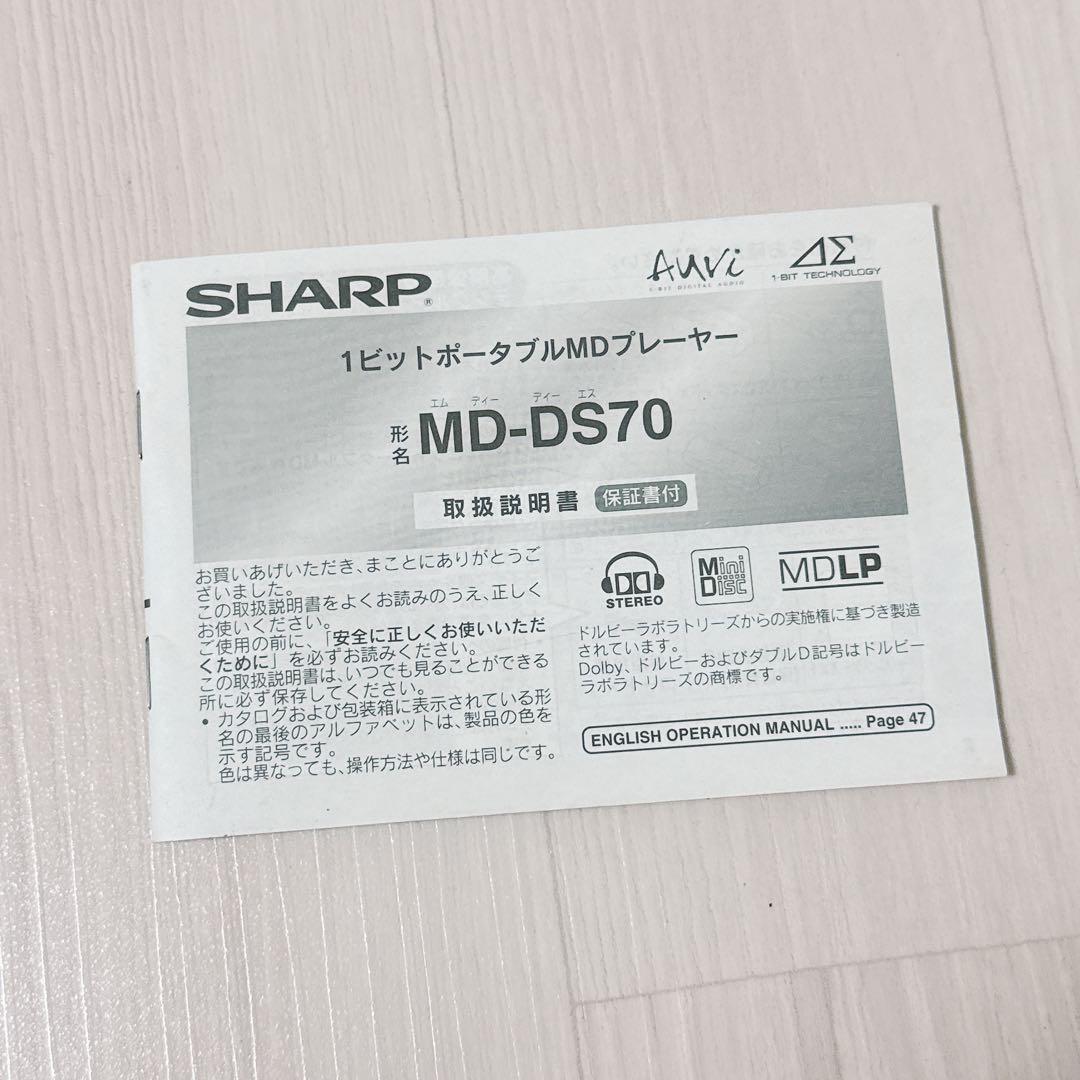 SHARP®
Auvi
1-BIT DIGITAL AUDIO
ΔΣ
1-BIT TECHNOLOGY
1ビットポータブルMDプレーヤー
エム ディー ディー エス
形名 MD-DS70
取扱説明書 保証書付
お買いあげいただき、まことにありがとうご
ざいました。
この取扱説明書をよくお読みのうえ、正しく
お使いください。
ご使用の前に、「安全に正しくお使いいただ
くために」を必ずお読みください。
この取扱説明書は、いつでも見ることができる
所に必ず保存してください。
• カタログおよび包装箱に表示されている形
名の最後のアルファベットは、製品の色を
示す記号です。
色は異なっても、操作方法や仕様は同じです。
STEREO
Mini
Disc
MDLP
ドルビーラボラトリーズからの実施権に基づき製造
されています。
Dolby、ドルビーおよびダブルD記号はドルビー
ラボラトリーズの商標です。
ENGLISH OPERATION MANUAL ..... Page 47